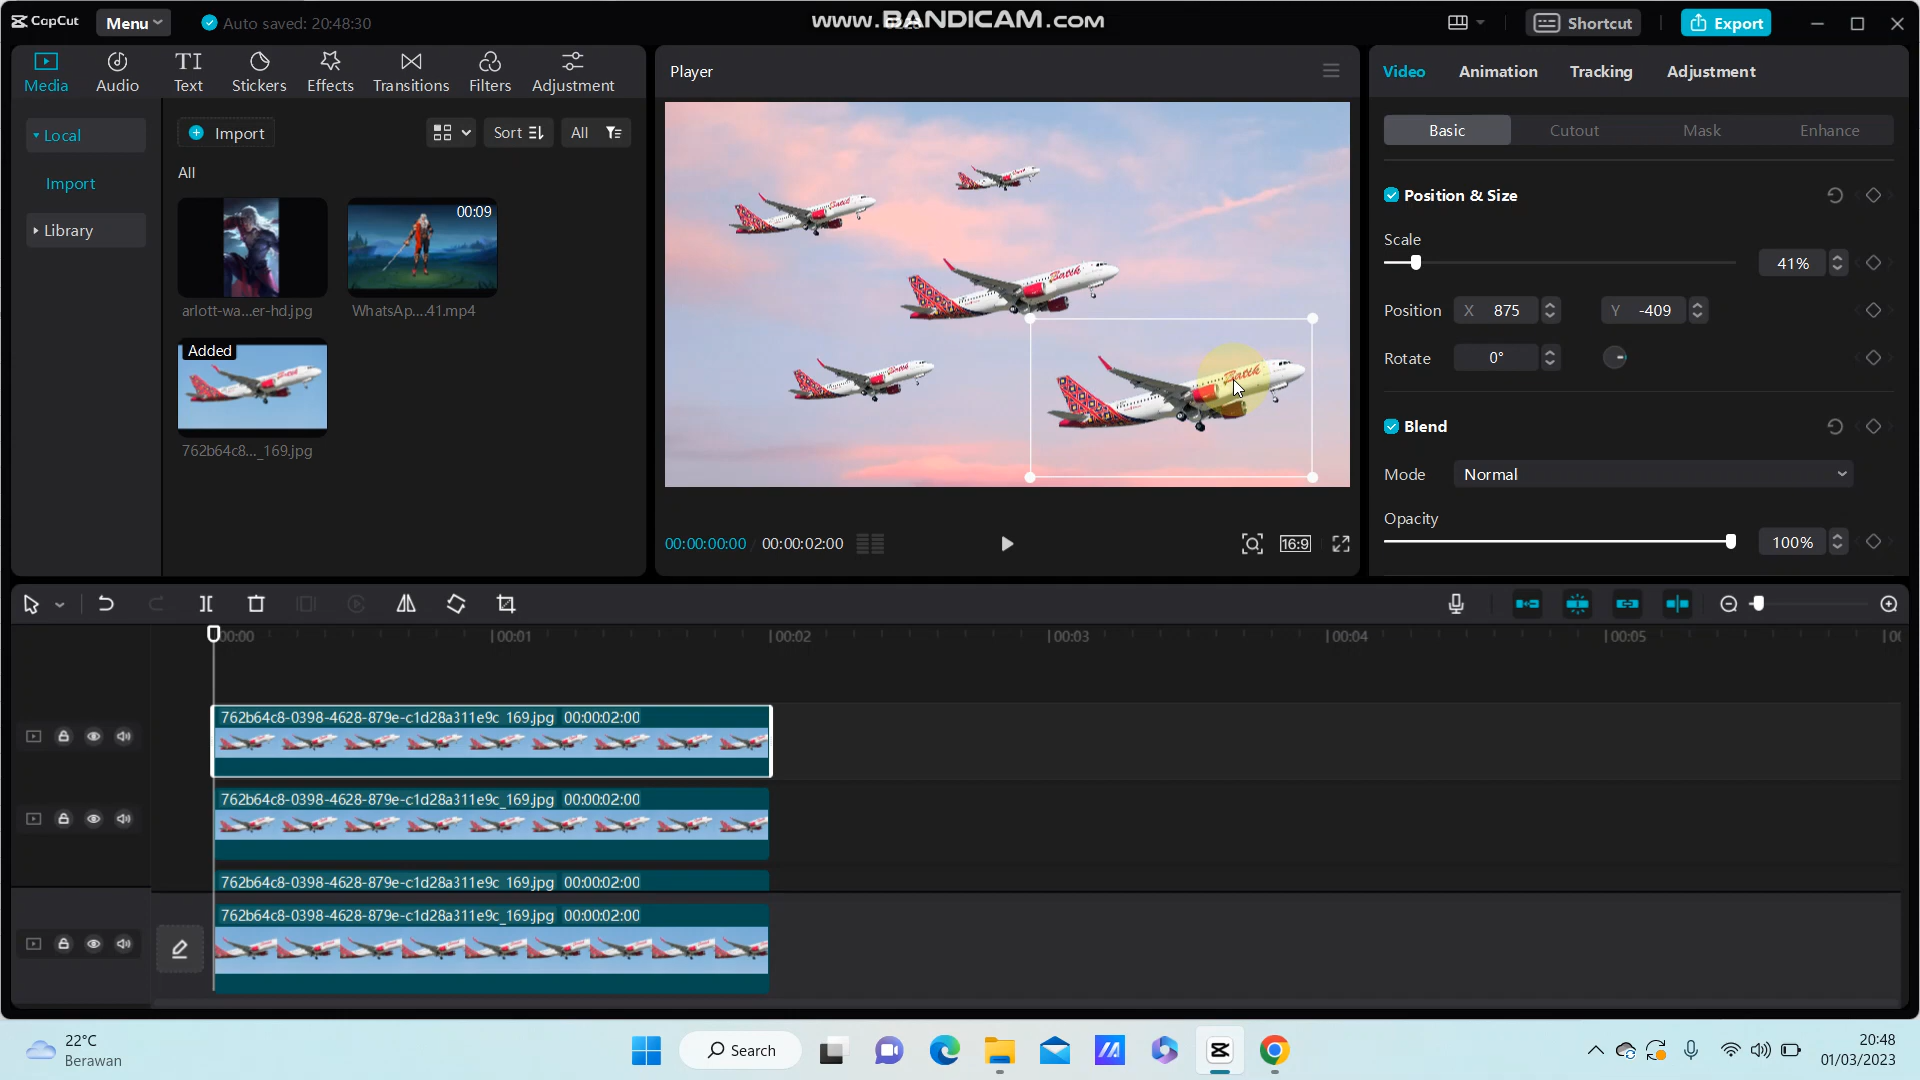 CapCut
Menu
Auto saved: 20:48:30
www.BANDICAM.com
Shortcut
Export
Media
Audio
TI
Text
Stickers
Effects
Transitions
Filters
Adjustment
Local
Import
Library
Import
Sort
All
All
arlott-wa...er-hd.jpg
00:09
WhatsAp....41.mp4
Added
762b64c8..._169.jpg
Player
Batik
Batik
Batik
Batik
00:00:00:00
00:00:02:00
16:9
Video
Animation
Tracking
Adjustment
Basic
Cutout
Mask
Enhance
Position & Size
Scale
41%
Position
X 875
Y -409
Rotate
0°
Blend
Mode
Normal
Opacity
100%
00:00
00:01
00:02
00:03
00:04
00:05
762b64c8-0398-4628-879e-c1d28a311e9c_169.jpg 00:00:02:00
762b64c8-0398-4628-879e-c1d28a311e9c_169.jpg 00:00:02:00
762b64c8-0398-4628-879e-c1d28a311e9c_169.jpg 00:00:02:00
762b64c8-0398-4628-879e-c1d28a311e9c_169.jpg 00:00:02:00
22°C
Berawan
Search
20:48
01/03/2023